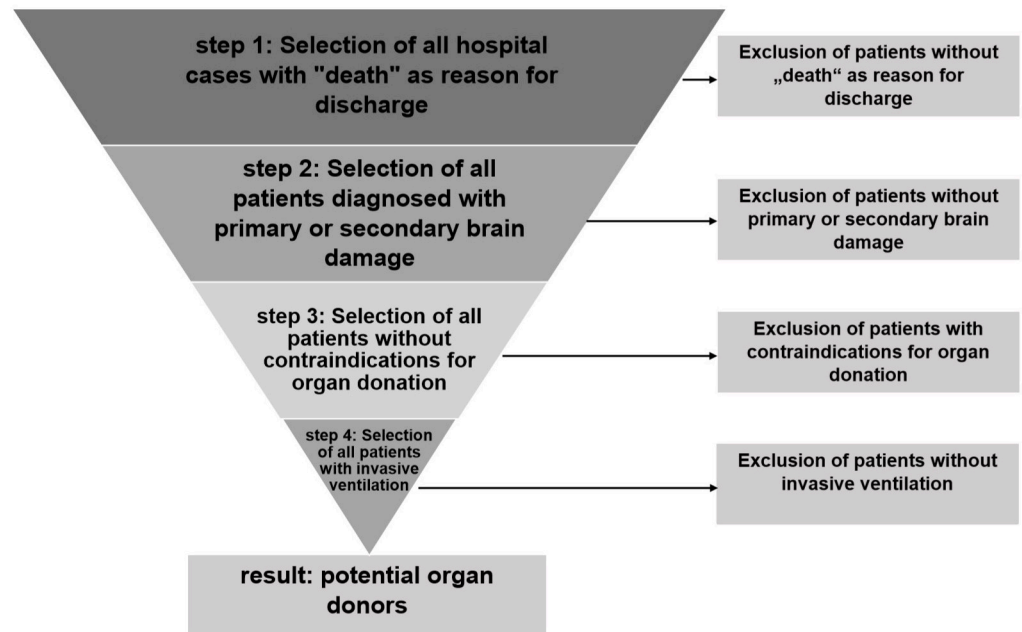 step 1: Selection of all hospital
cases with "death" as reason for
discharge
Exclusion of patients without
„death“ as reason for
discharge
step 2: Selection of all
patients diagnosed with
primary or secondary brain
damage
Exclusion of patients without
primary or secondary brain
damage
step 3: Selection of all
patients without
contraindications for
organ donation
Exclusion of patients with
contraindications for organ
donation
step 4: Selection
of all patients
with invasive
ventilation
Exclusion of patients without
invasive ventilation
result: potential organ
donors